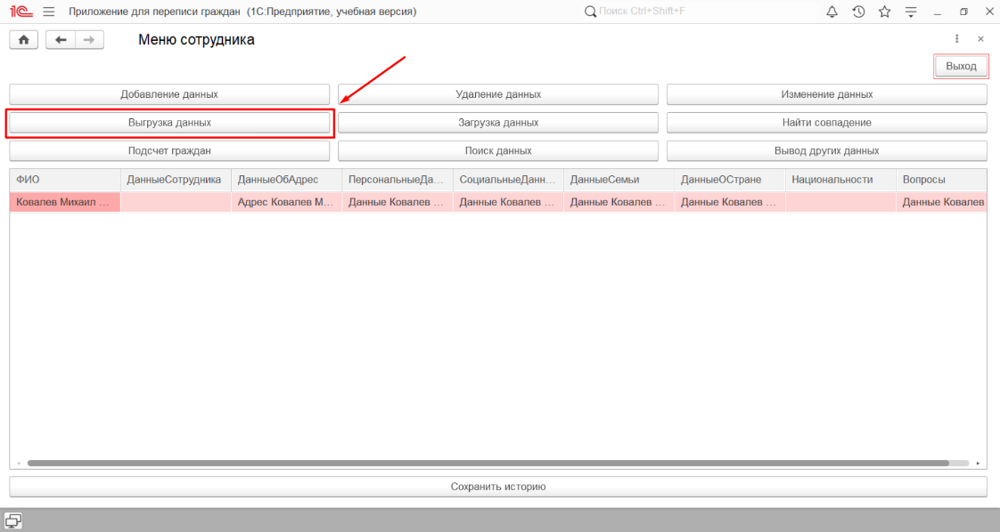 1С Приложение для переписи граждан (1С:Предприятие, учебная версия) Поиск Ctrl+Shift+F
Меню сотрудника
Выход
Добавление данных Удаление данных Изменение данных
Выгрузка данных Загрузка данных Найти совпадение
Подсчет граждан Поиск данных Вывод других данных
ФИО ДанныеСотрудника ДанныеОбАдрес ПерсональныеДа... СоциальныеДанн... ДанныеСемьи ДанныеОСтране Национальности Вопросы
Ковалев Михаил ... Адрес Ковалев М... Данные Ковалев ... Данные Ковалев ... Данные Ковалев ... Данные Ковалев ... Данные Ковалев
Сохранить историю